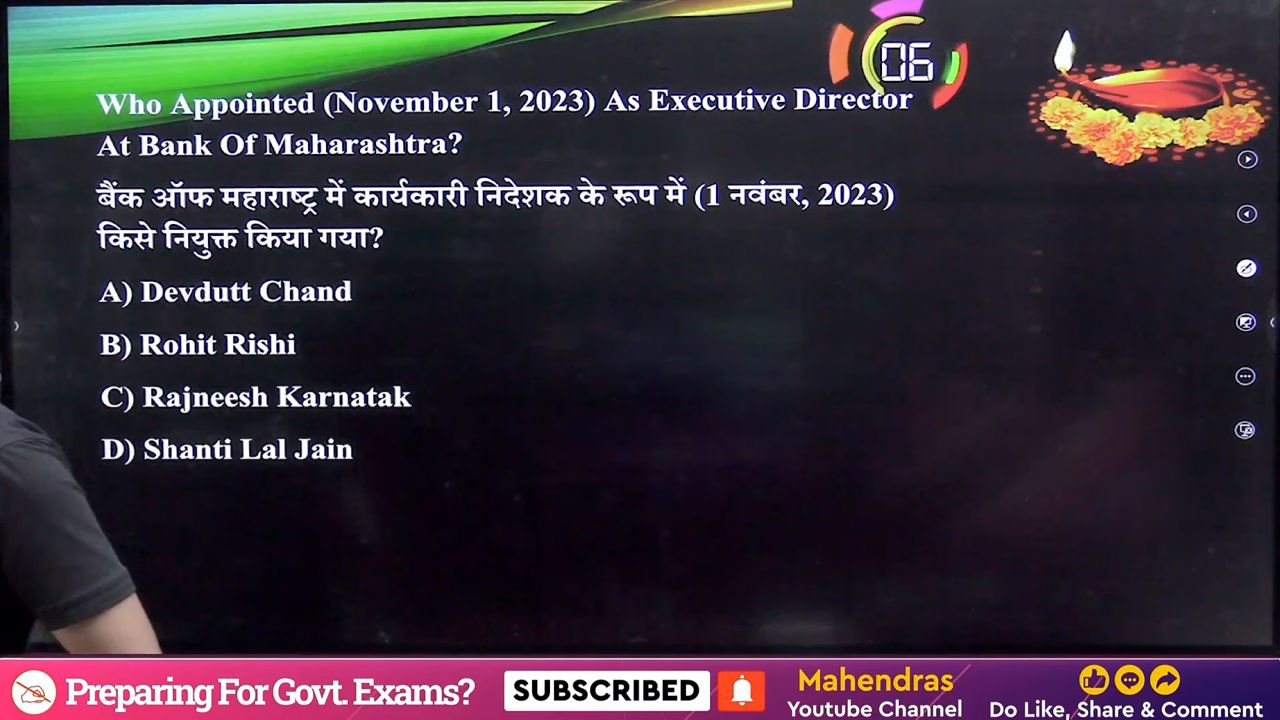 06
Who Appointed (November 1, 2023) As Executive Director
At Bank Of Maharashtra?
बैंक ऑफ महाराष्ट्र में कार्यकारी निदेशक के रूप में (1 नवंबर, 2023)
किसे नियुक्त किया गया?
A) Devdutt Chand
B) Rohit Rishi
C) Rajneesh Karnatak
D) Shanti Lal Jain
Preparing For Govt. Exams?
SUBSCRIBED
Mahendras
Youtube Channel
Do Like, Share & Comment